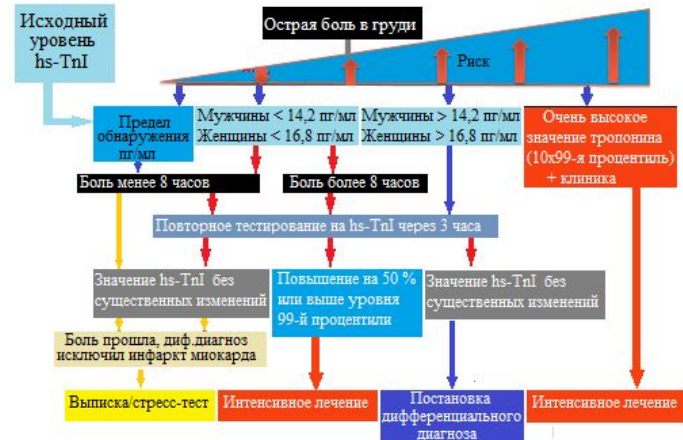 Исходный
уровень
hs-TnI
Острая боль в груди
Риск
Предел
обнаружения
пг/мл
Мужчины < 14,2 пг/мл
Женщины < 16,8 пг/мл
Мужчины > 14,2 пг/мл
Женщины > 16,8 пг/мл
Очень высокое
значение тропонина
(10х99-я процентиль)
+ клиника
Боль менее 8 часов
Боль более 8 часов
Повторное тестирование на hs-TnI через 3 часа
Значение hs-TnI без
существенных изменений
Повышение на 50 %
или выше уровня
99-й процентили
Значение hs-TnI без
существенных изменений
Боль прошла, диф.диагноз
исключил инфаркт миокарда
Выписка/стресс-тест
Интенсивное лечение
Постановка
дифференциального
диагноза
Интенсивное лечение